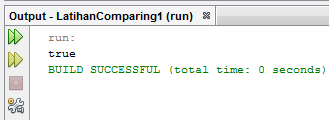 Output - LatihanComparing1 (run)
run:
true
BUILD SUCCESSFUL (total time: 0 seconds)